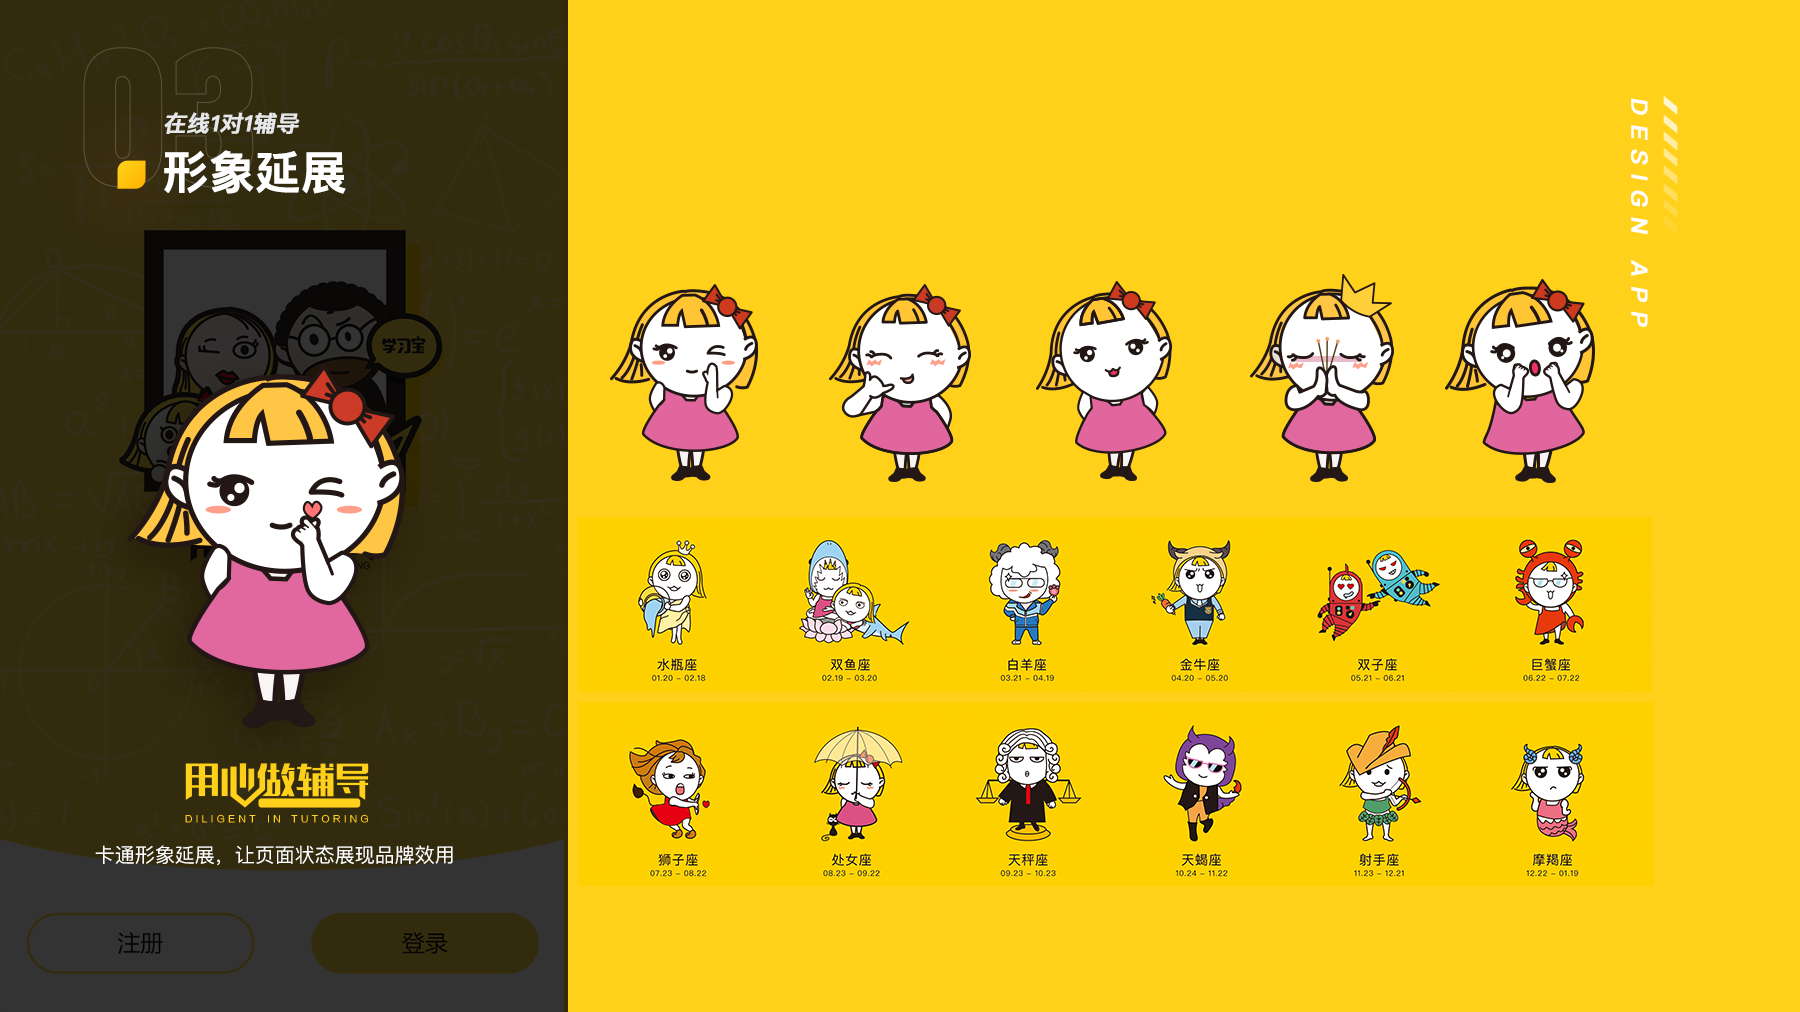 03
在线1对1辅导
形象延展
学习宝
用心做辅导
DILIGENT IN TUTORING
卡通形象延展，让页面状态展现品牌效用
注册
登录
DESIGN APP
水瓶座
01.20 - 02.18
双鱼座
02.19 - 03.20
白羊座
03.21 - 04.19
金牛座
04.20 - 05.20
双子座
05.21 - 06.21
巨蟹座
06.22 - 07.22
狮子座
07.23 - 08.22
处女座
08.23 - 09.22
天秤座
09.23 - 10.23
天蝎座
10.24 - 11.22
射手座
11.23 - 12.21
摩羯座
12.22 - 01.19